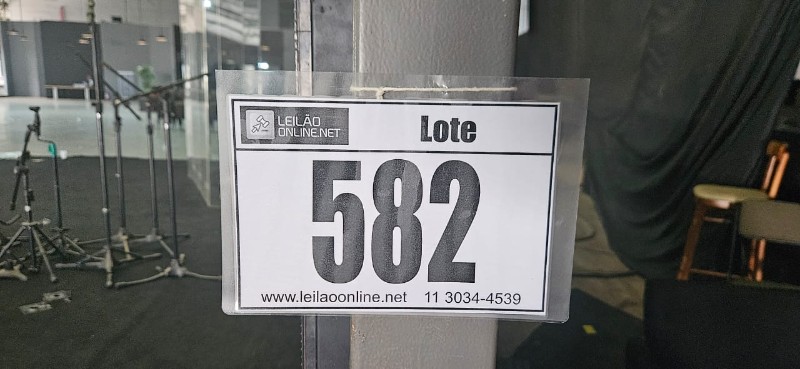 LEILÃO
ONLINE.NET
Lote
582
www.leilaoonline.net 11 3034-4539